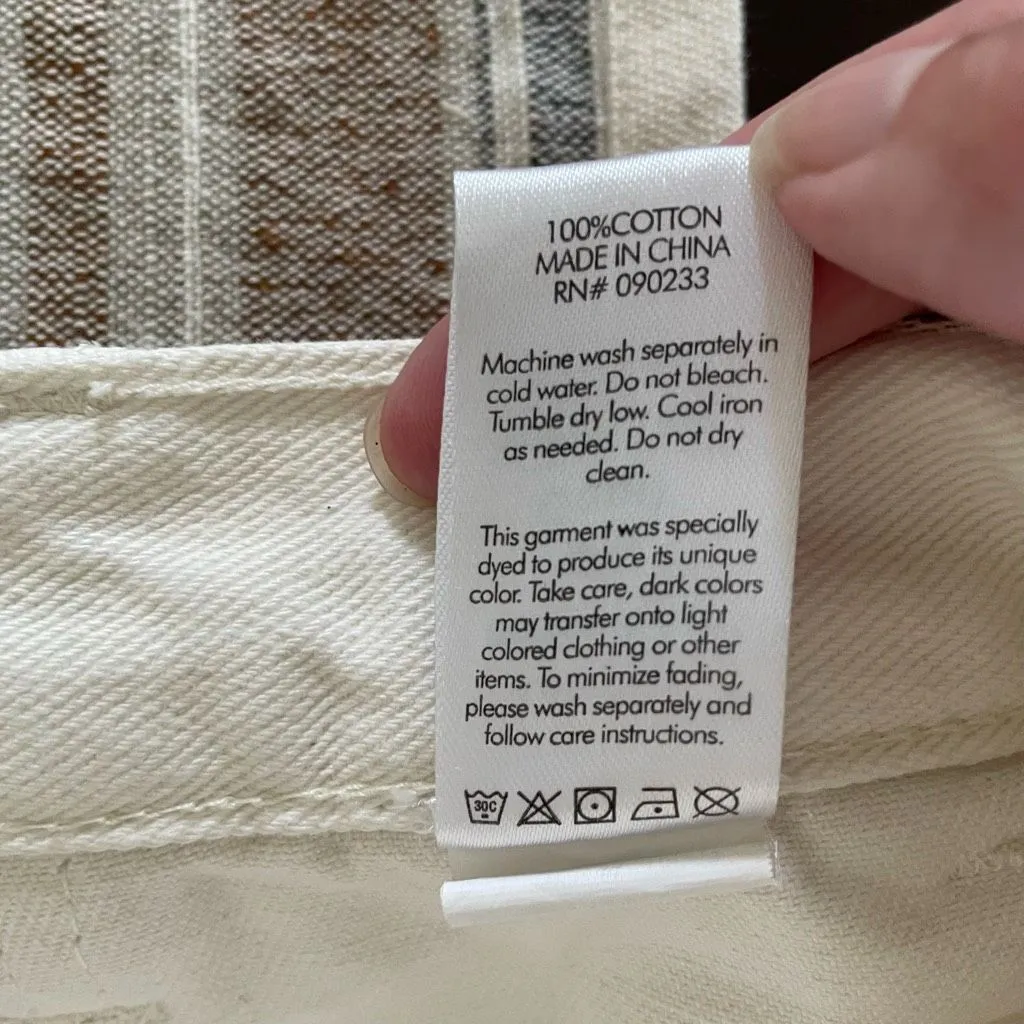 100%COTTON
MADE IN CHINA
RN# 090233
Machine wash separately in
cold water. Do not bleach.
Tumble dry low. Cool iron
as needed. Do not dry
clean.
This garment was specially
dyed to produce its unique
color. Take care, dark colors
may transfer onto light
colored clothing or other
items. To minimize fading,
please wash separately and
follow care instructions.
30C